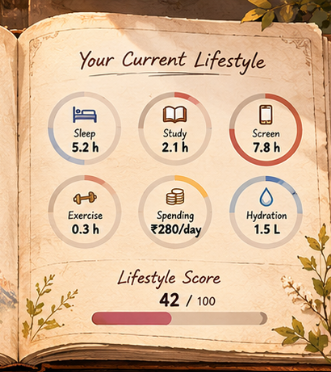 Your Current Lifestyle
Sleep
5.2 h
Study
2.1 h
Screen
7.8 h
Exercise
0.3 h
Spending
₹280/day
Hydration
1.5 L
Lifestyle Score
42 / 100